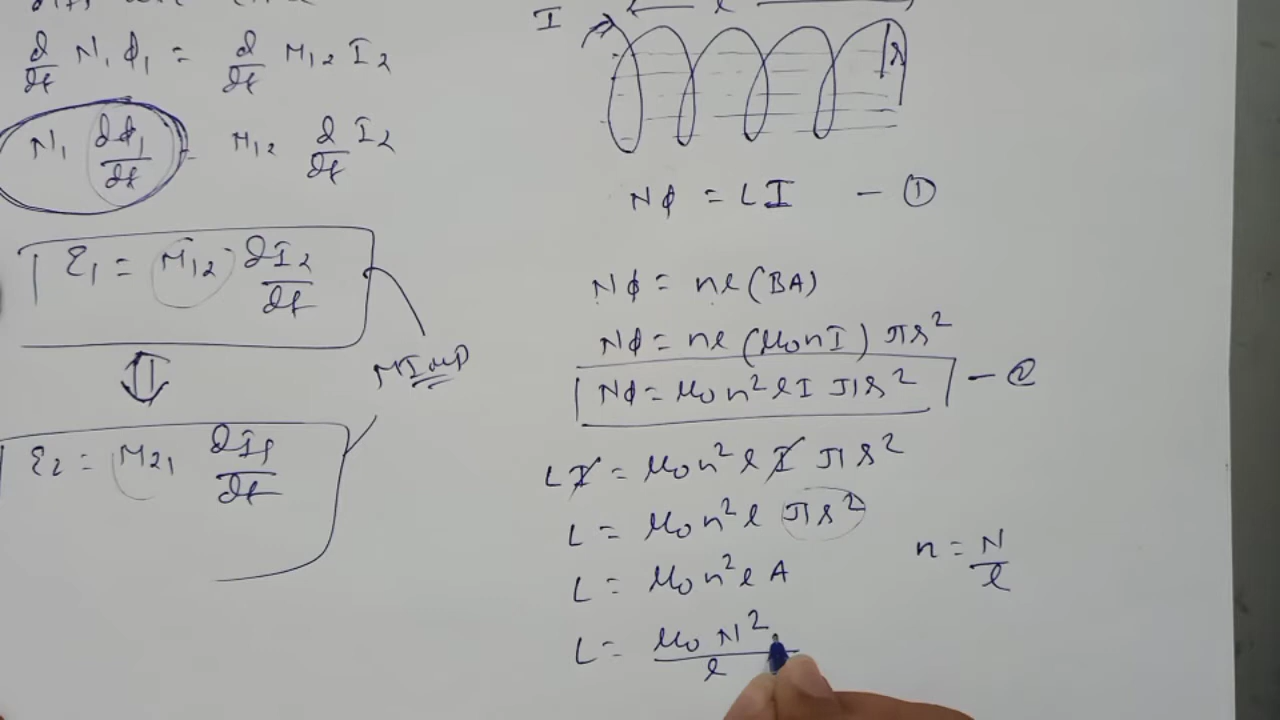 d/dt N₁ϕ₁ = d/dt M₁₂ I₂
N₁ dϕ₁/dt = M₁₂ d/dt I₂
ε₁ = M₁₂ dI₂/dt
ε₂ = M₂₁ dI₁/dt
I
l
r
Nϕ = LI — ①
Nϕ = nl (BA)
Nϕ = nl (μ₀nI) πr²
Nϕ = μ₀n²lI πr² — ②
LI = μ₀n²l I πr²
L = μ₀n²l πr²
L = μ₀n²l A
n = N/l
L = μ₀ N²/l